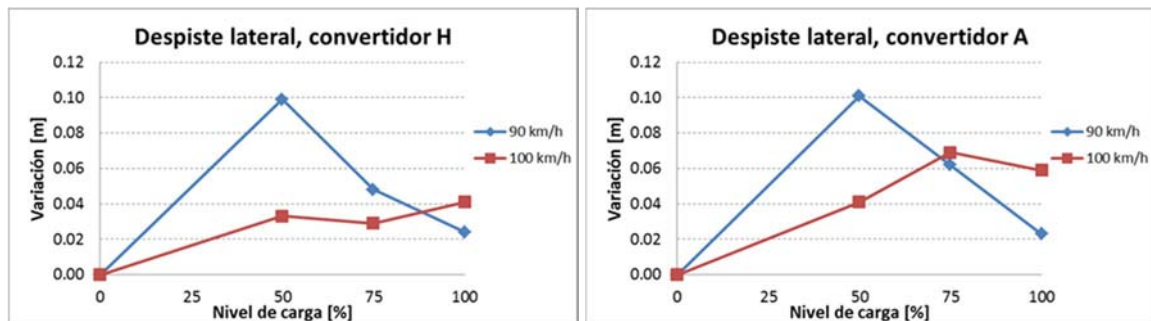 Despiste lateral, convertidor H
0.12
0.10
0.08
0.06
0.04
0.02
0.00
Variación [m]
0 25 50 75 100
Nivel de carga [%]
90 km/h
100 km/h
Despiste lateral, convertidor A
0.12
0.10
0.08
0.06
0.04
0.02
0.00
Variación [m]
0 25 50 75 100
Nivel de carga [%]
90 km/h
100 km/h